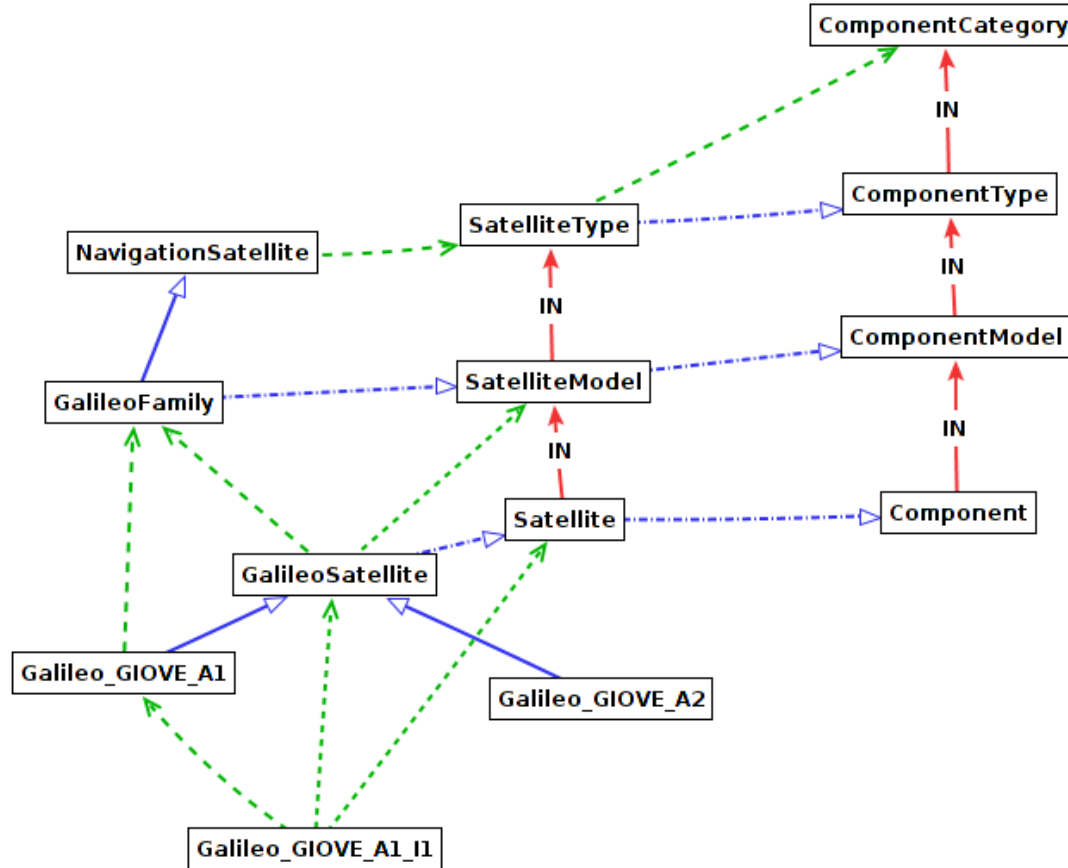 ComponentCategory
IN
ComponentType
SatelliteType
NavigationSatellite
IN
IN
ComponentModel
SatelliteModel
GalileoFamily
IN
IN
Satellite
Component
GalileoSatellite
Galileo_GIOVE_A1
Galileo_GIOVE_A2
Galileo_GIOVE_A1_I1